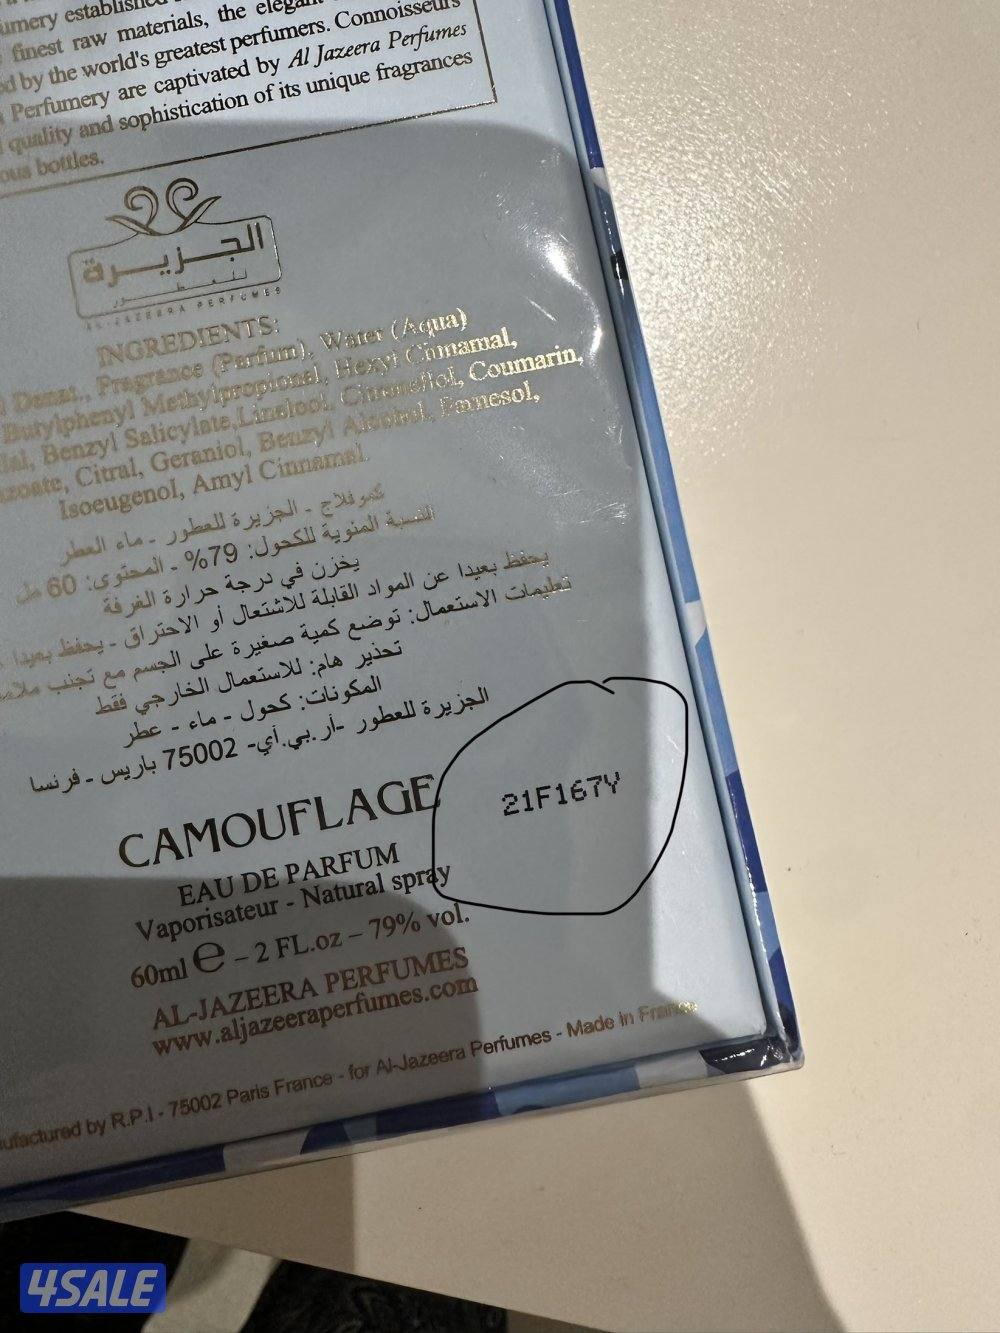 finest raw materials, the elegan
d by the world's greatest perfumers. Connoisseurs
Perfumery are captivated by Al Jazeera Perfumes
quality and sophistication of its unique fragrances
ous bottles.
الجزيرة
للعطور
AL-JAZEERA PERFUMES
INGREDIENTS:
Denat., Fragrance (Parfum), Water (Aqua)
Butylphenyl Methylpropional, Hexyl Cinnamal,
Benzyl Salicylate, Linalool, Citronellol, Coumarin,
zoate, Citral, Geraniol, Benzyl Alcohol, Farnesol,
Isoeugenol, Amyl Cinnamal.
كموفلاج - الجزيرة للعطور - ماء العطر
النسبة المئوية للكحول: 79% - المحتوى: 60 مل
يخزن في درجة حرارة الغرفة
يحفظ بعيدا عن المواد القابلة للاشتعال أو الاحتراق - يحفظ بعيدا
تعليمات الاستعمال: توضع كمية صغيرة على الجسم مع تجنب
تحذير هام: للاستعمال الخارجي فقط
المكونات: كحول - ماء - عطر
الجزيرة للعطور -أر.بي.أي- 75002 باريس - فرنسا
21F167Y
CAMOUFLAGE
EAU DE PARFUM
Vaporisateur - Natural spray
60ml e – 2 FL.oz – 79% vol.
AL-JAZEERA PERFUMES
www.aljazeeraperfumes.com
ufactured by R.P.I - 75002 Paris France - for Al-Jazeera Perfumes - Made in France
4SALE